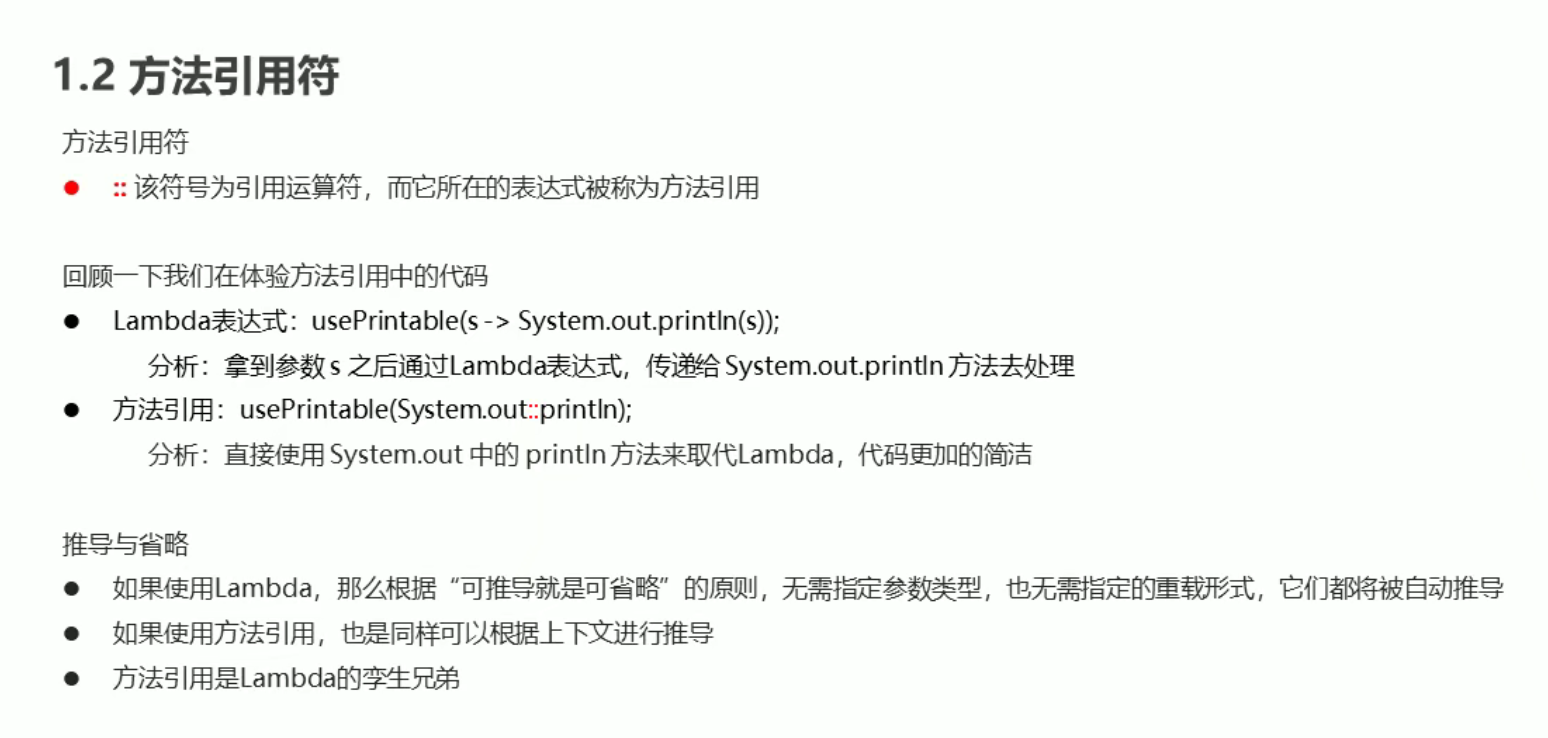 1.2 方法引用符
方法引用符
● :: 该符号为引用运算符，而它所在的表达式被称为方法引用
回顾一下我们在体验方法引用中的代码
● Lambda表达式：usePrintable(s -> System.out.println(s));
分析：拿到参数 s 之后通过Lambda表达式，传递给 System.out.println 方法去处理
● 方法引用：usePrintable(System.out::println);
分析：直接使用 System.out 中的 println 方法来取代Lambda，代码更加的简洁
推导与省略
● 如果使用Lambda，那么根据“可推导就是可省略”的原则，无需指定参数类型，也无需指定的重载形式，它们都将被自动推导
● 如果使用方法引用，也是同样可以根据上下文进行推导
● 方法引用是Lambda的孪生兄弟